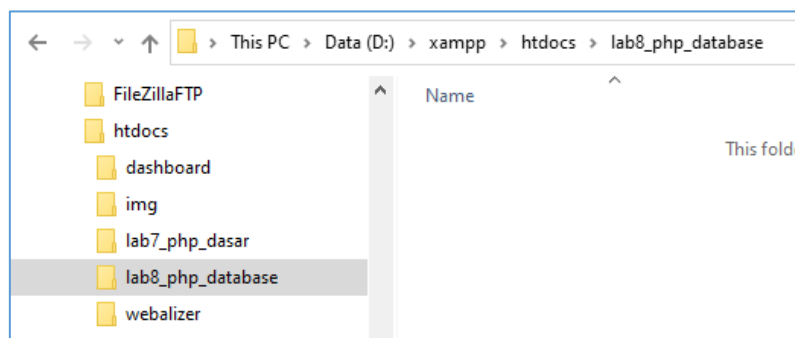 This PC > Data (D:) > xampp > htdocs > lab8_php_database
FileZillaFTP
htdocs
dashboard
img
lab7_php_dasar
lab8_php_database
webalizer
Name
This fold